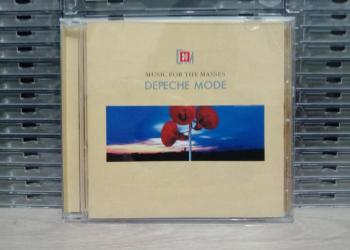 MUSIC FOR THE MASSES
DEPECHE MODE